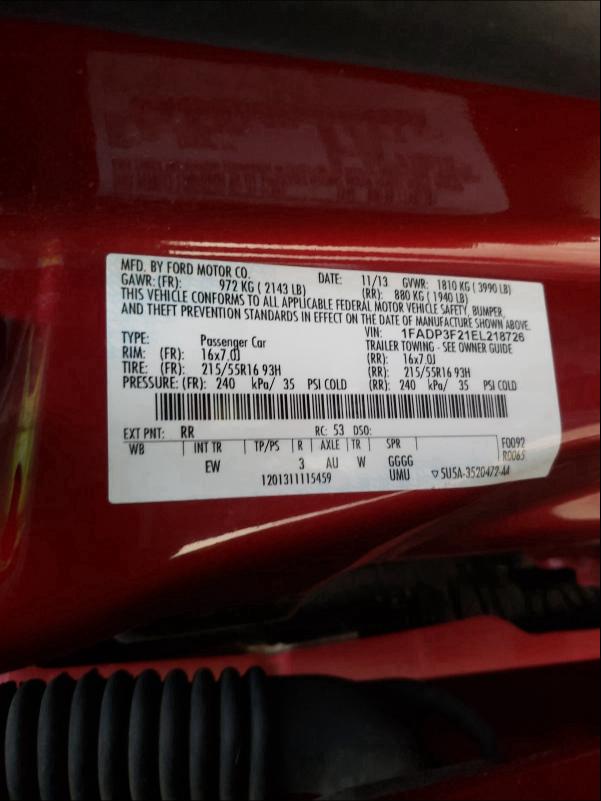 MFD. BY FORD MOTOR CO. DATE: 11/13 GVWR: 1810 KG (3990 LB)
GAWR: (FR): 972 KG (2143 LB) (RR): 880 KG (1940 LB)
THIS VEHICLE CONFORMS TO ALL APPLICABLE FEDERAL MOTOR VEHICLE SAFETY, BUMPER,
AND THEFT PREVENTION STANDARDS IN EFFECT ON THE DATE OF MANUFACTURE SHOWN ABOVE.
VIN: 1FADP3F21EL218726
TYPE: Passenger Car TRAILER TOWING - SEE OWNER GUIDE
RIM: (FR): 16x7.0J (RR): 16x7.0J
TIRE: (FR): 215/55R16 93H (RR): 215/55R16 93H
PRESSURE: (FR): 240 kPa/ 35 PSI COLD (RR): 240 kPa/ 35 PSI COLD
EXT PNT: RR RC: 53 DSO:
WB INT TR TP/PS R AXLE TR SPR F0092
R0065
EW 3 AU W GGGG
1201311115459 UMU ▽ 5U5A-3520472-AA